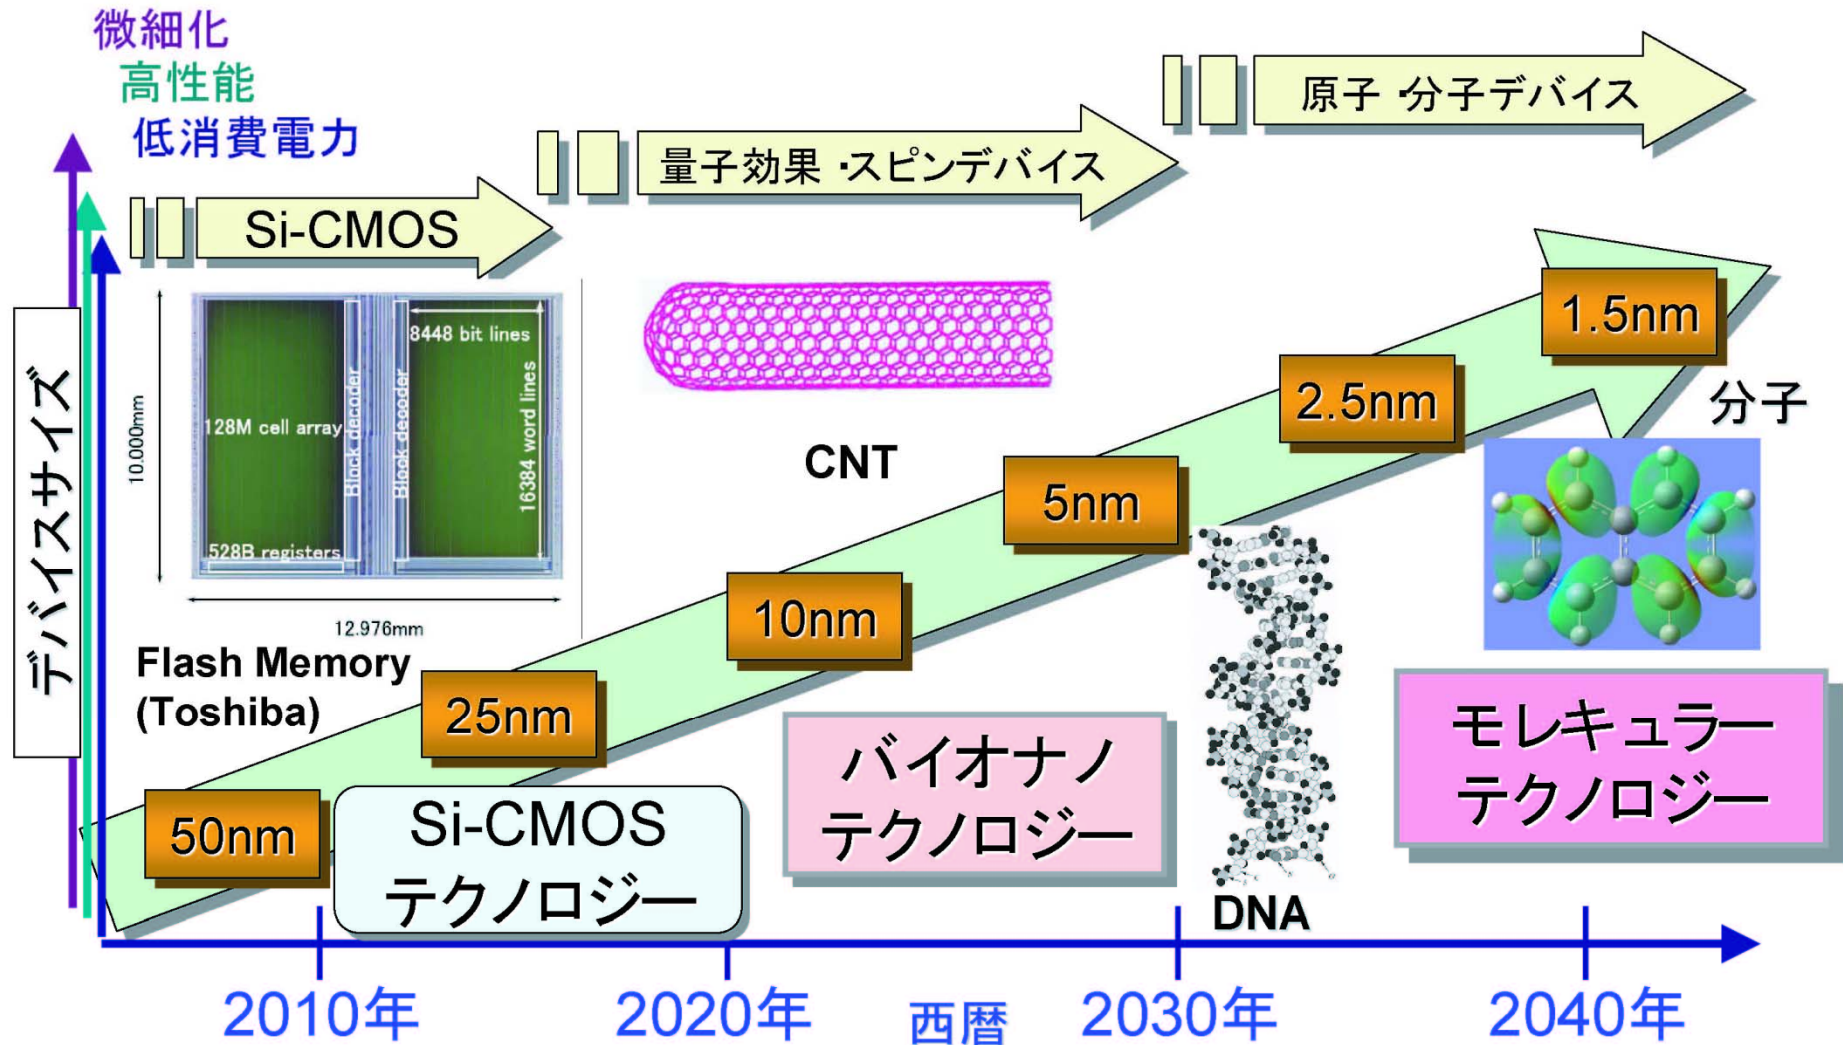 微細化
高性能
低消費電力
原子・分子デバイス
量子効果・スピンデバイス
Si-CMOS
デバイスサイズ
10.000mm
8448 bit lines
128M cell array
Block decoder
Block decoder
16384 word lines
528B registers
12.976mm
Flash Memory
(Toshiba)
CNT
1.5nm
2.5nm
分子
5nm
10nm
25nm
50nm
Si-CMOS
テクノロジー
バイオナノ
テクノロジー
DNA
モレキュラー
テクノロジー
2010年
2020年
西暦
2030年
2040年